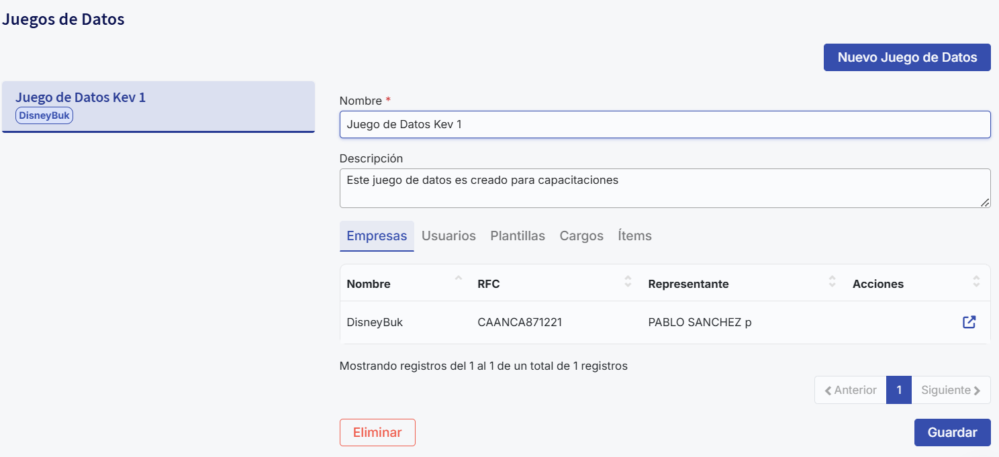 Juegos de Datos
Nuevo Juego de Datos
Juego de Datos Kev 1
DisneyBuk
Nombre *
Juego de Datos Kev 1
Descripción
Este juego de datos es creado para capacitaciones
Empresas Usuarios Plantillas Cargos Ítems
Nombre RFC Representante Acciones
DisneyBuk CAANCA871221 PABLO SANCHEZ p
Mostrando registros del 1 al 1 de un total de 1 registros
Anterior 1 Siguiente
Eliminar Guardar